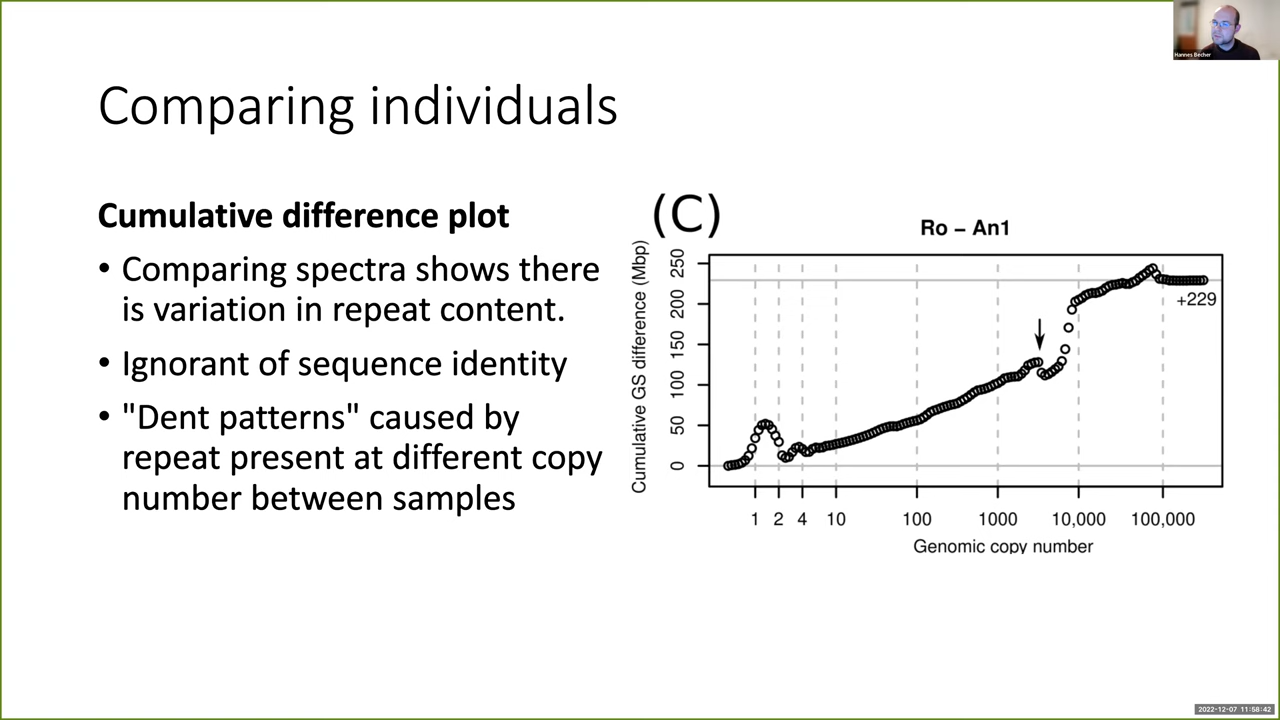 Hannes Becher
Comparing individuals
Cumulative difference plot
• Comparing spectra shows there
is variation in repeat content.
• Ignorant of sequence identity
• "Dent patterns" caused by
repeat present at different copy
number between samples
(C)
Ro − An1
Cumulative GS difference (Mbp)
250
200
150
100
50
0
+229
1 2 4 10 100 1000 10,000 100,000
Genomic copy number
2022-12-07 11:58:42